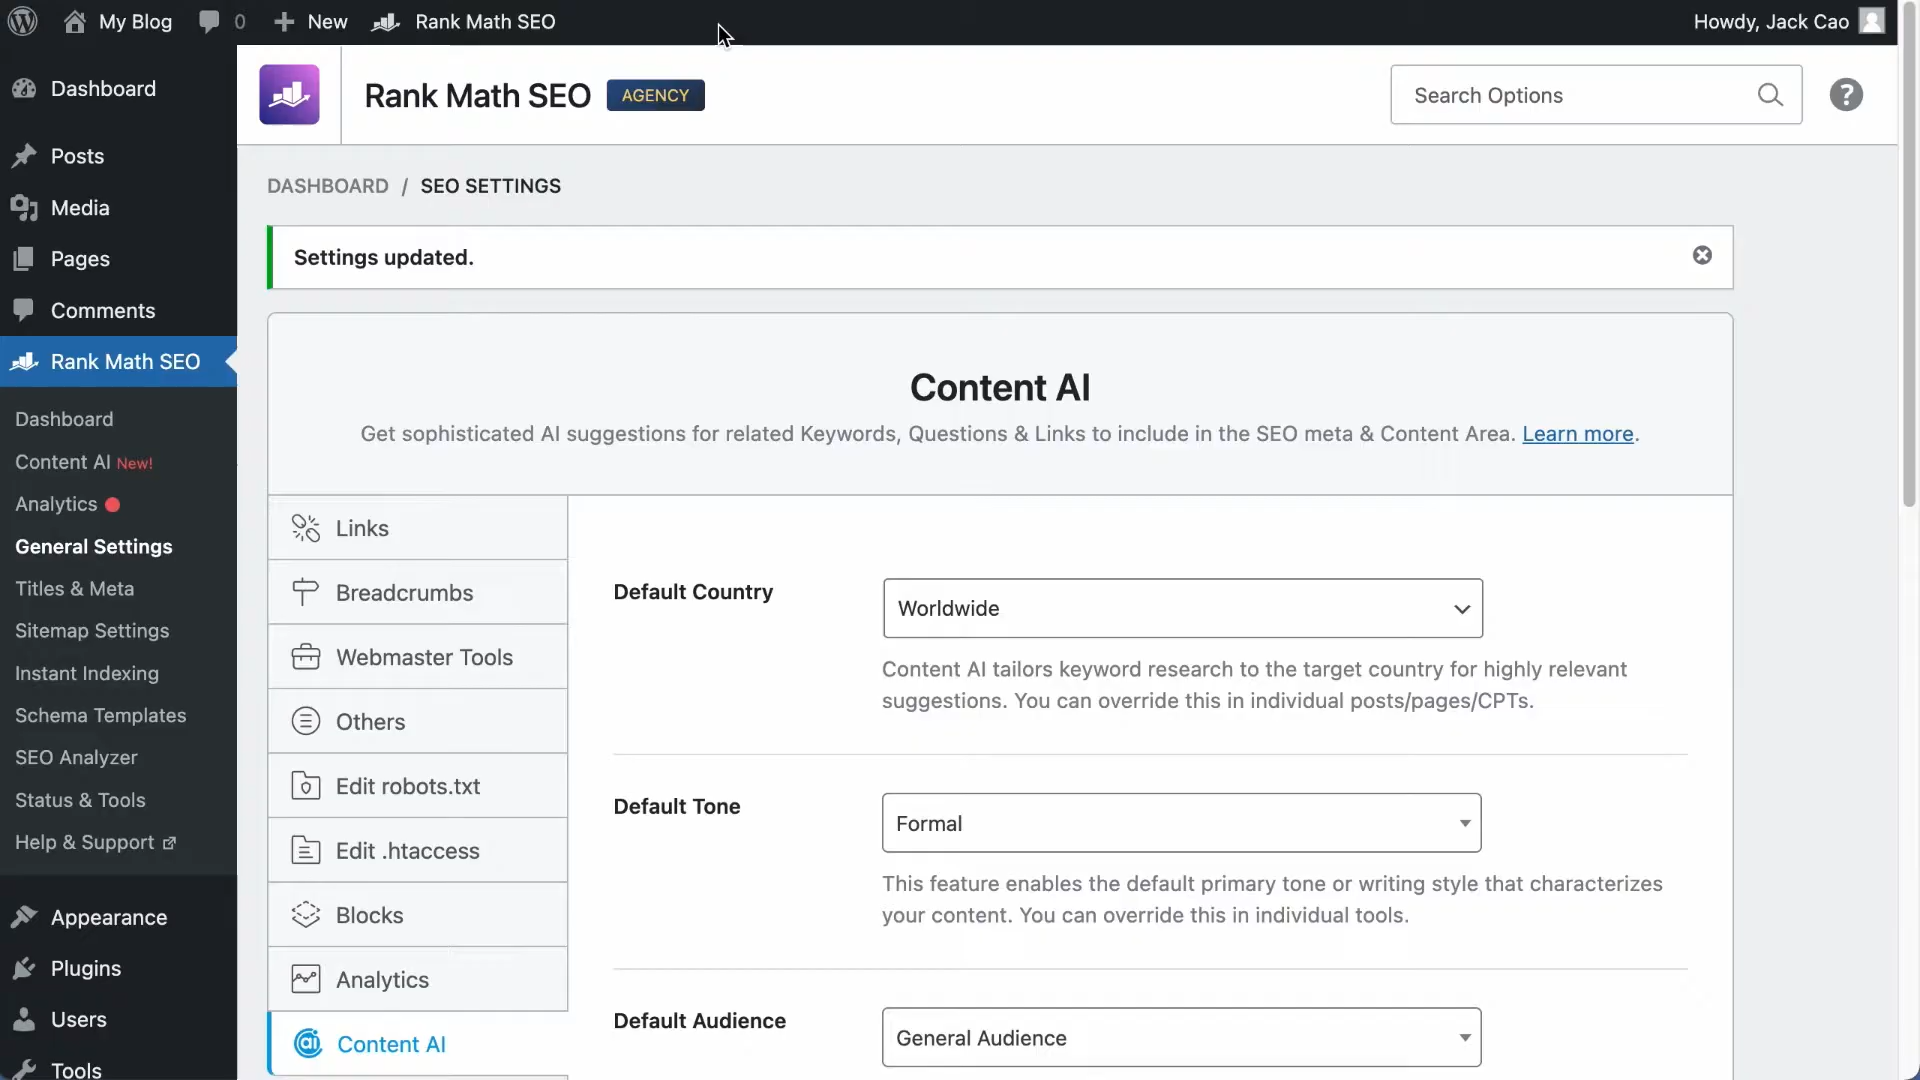 My Blog
0
New
Rank Math SEO
Howdy, Jack Cao
Dashboard
Posts
Media
Pages
Comments
Rank Math SEO
Dashboard
Content AI New!
Analytics
General Settings
Titles & Meta
Sitemap Settings
Instant Indexing
Schema Templates
SEO Analyzer
Status & Tools
Help & Support
Appearance
Plugins
Users
Tools
Rank Math SEO
AGENCY
Search Options
?
DASHBOARD / SEO SETTINGS
Settings updated.
Content AI
Get sophisticated AI suggestions for related Keywords, Questions & Links to include in the SEO meta & Content Area. Learn more.
Links
Breadcrumbs
Webmaster Tools
Others
Edit robots.txt
Edit .htaccess
Blocks
Analytics
Content AI
Default Country
Worldwide
Content AI tailors keyword research to the target country for highly relevant
suggestions. You can override this in individual posts/pages/CPTs.
Default Tone
Formal
This feature enables the default primary tone or writing style that characterizes
your content. You can override this in individual tools.
Default Audience
General Audience